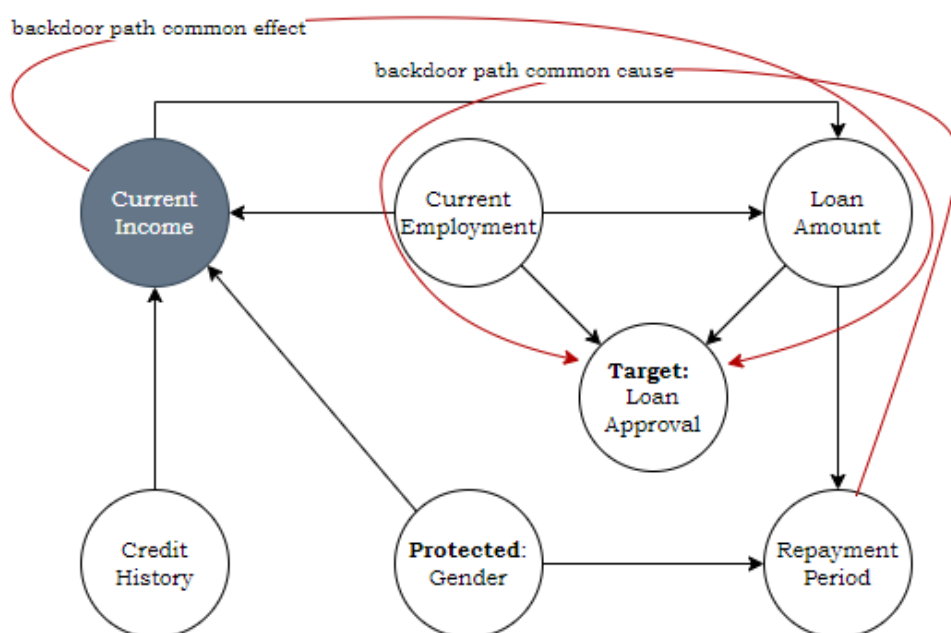 backdoor path common effect
backdoor path common cause
Current
Income
Current
Employment
Loan
Amount
Target:
Loan
Approval
Credit
History
Protected:
Gender
Repayment
Period